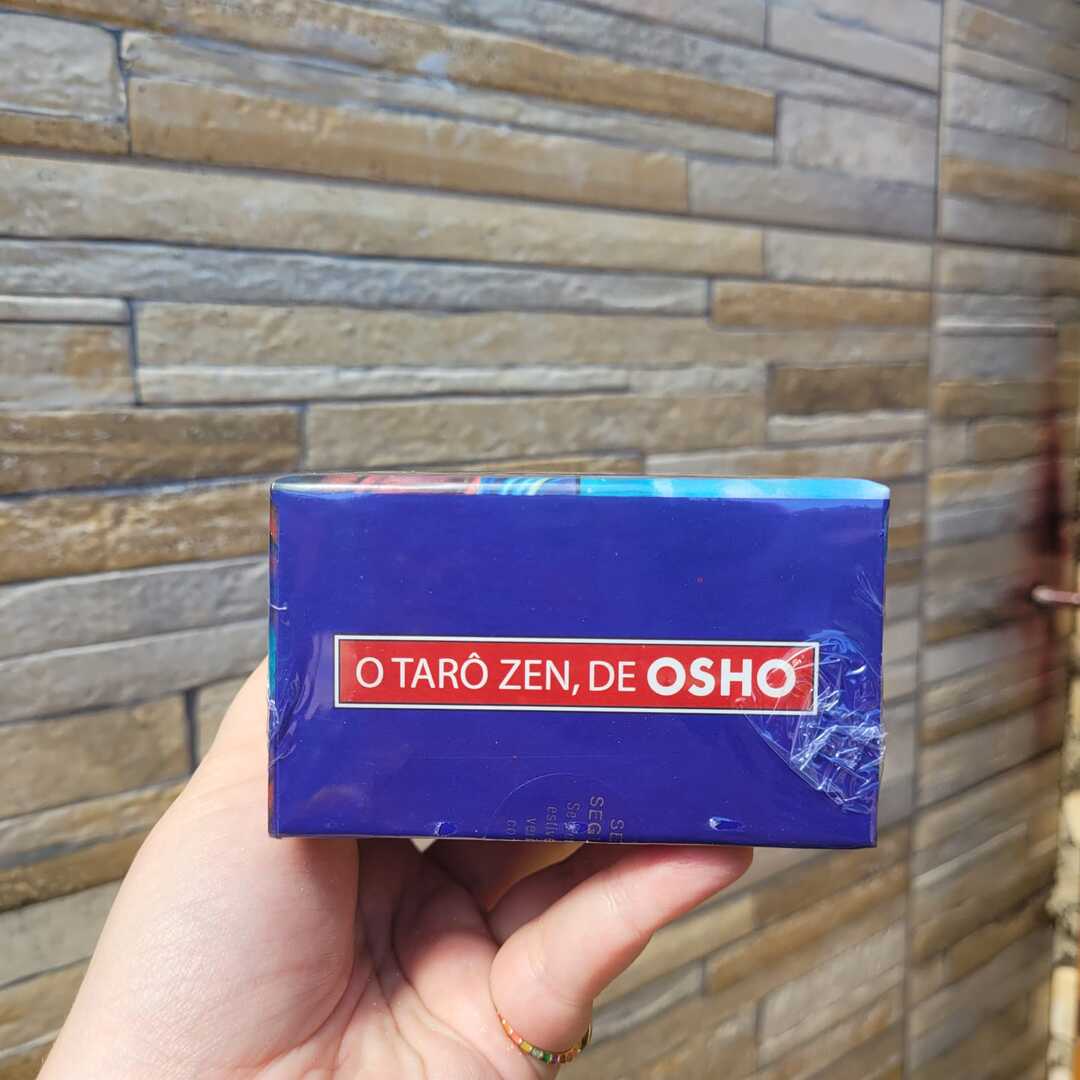 O TARÔ ZEN, DE OSHO